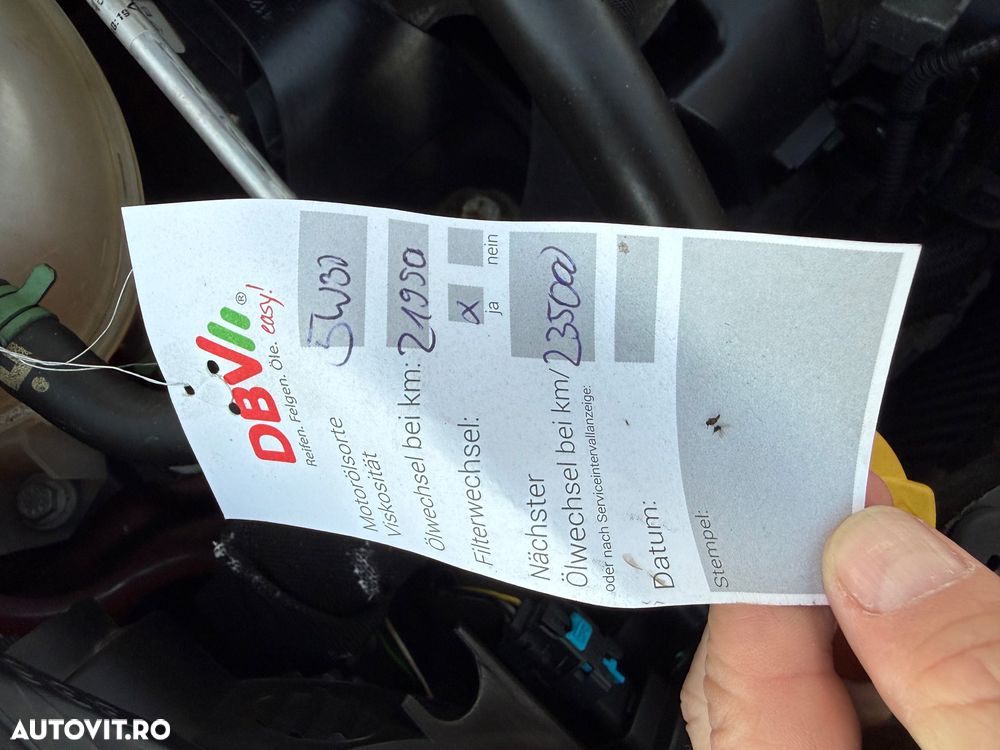 DBV®
Reifen. Felgen. Öle. easy!
Motorölsorte
Viskosität 5W30
Ölwechsel bei km: 21950
Filterwechsel: x
ja nein
Nächster
Ölwechsel bei km/ 235000
oder nach Serviceintervallanzeige:
Datum:
Stempel:
AUTOVIT.RO